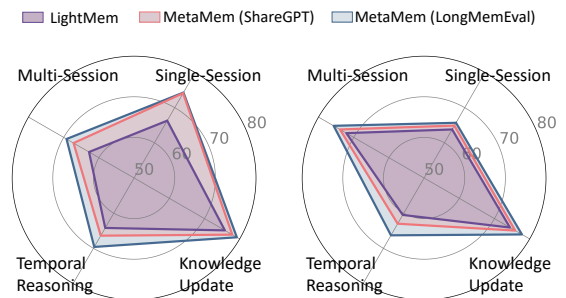 LightMem MetaMem (ShareGPT) MetaMem (LongMemEval)
Multi-Session Single-Session
50 60 70 80
Temporal Reasoning
Knowledge Update
Multi-Session Single-Session
50 60 70 80
Temporal Reasoning
Knowledge Update